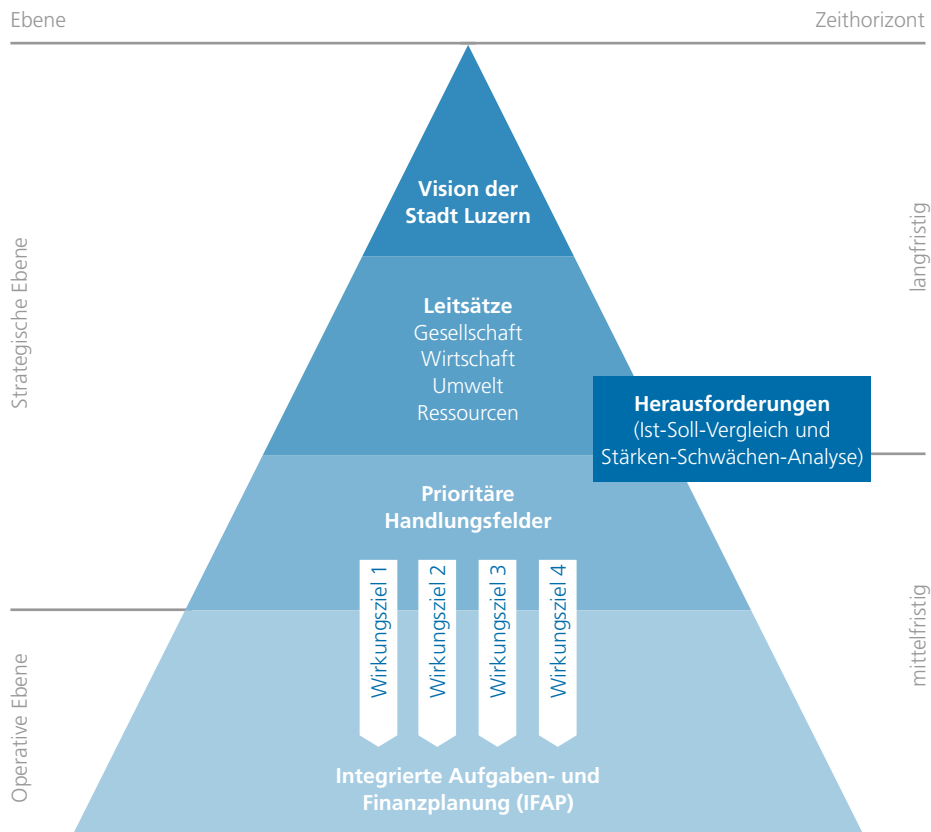 Ebene
Zeithorizont
Strategische Ebene
langfristig
Vision der
Stadt Luzern
Leitsätze
Gesellschaft
Wirtschaft
Umwelt
Ressourcen
Herausforderungen
(Ist-Soll-Vergleich und
Stärken-Schwächen-Analyse)
Prioritäre
Handlungsfelder
Wirkungsziel 1
Wirkungsziel 2
Wirkungsziel 3
Wirkungsziel 4
Operative Ebene
mittelfristig
Integrierte Aufgaben- und
Finanzplanung (IFAP)